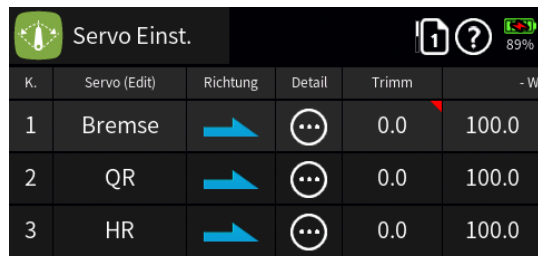 Servo Einst. 1 ? 89%
K. Servo (Edit) Richtung Detail Trimm - W
1 Bremse 0.0 100.0
2 QR 0.0 100.0
3 HR 0.0 100.0